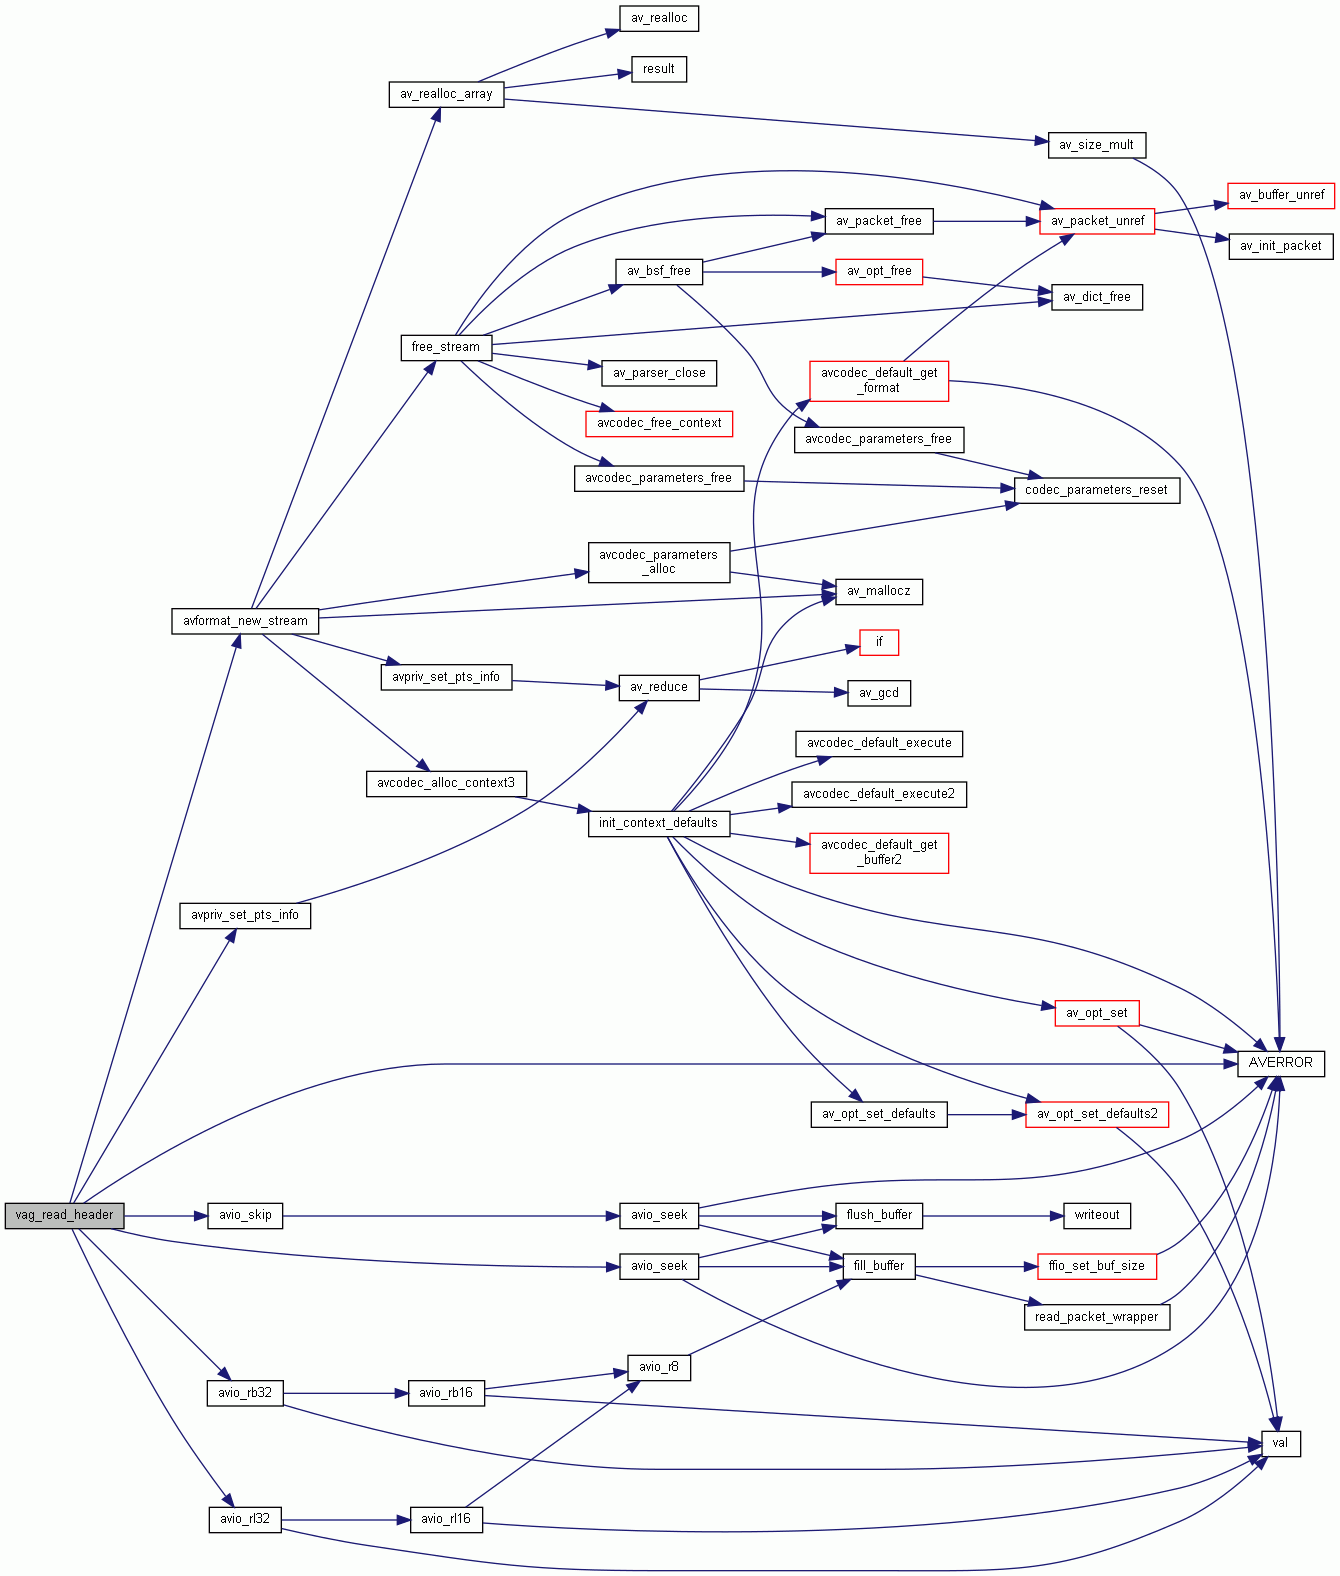 av_realloc
result
av_realloc_array
av_size_mult
av_buffer_unref
av_packet_free
av_packet_unref
av_init_packet
av_bsf_free
av_opt_free
av_dict_free
free_stream
av_parser_close
avcodec_default_get
_format
avcodec_free_context
avcodec_parameters_free
avcodec_parameters_free
codec_parameters_reset
avcodec_parameters
_alloc
av_mallocz
avformat_new_stream
if
avpriv_set_pts_info
av_reduce
av_gcd
avcodec_default_execute
avcodec_alloc_context3
avcodec_default_execute2
init_context_defaults
avcodec_default_get
_buffer2
avpriv_set_pts_info
av_opt_set
AVERROR
av_opt_set_defaults
av_opt_set_defaults2
vag_read_header
avio_skip
avio_seek
flush_buffer
writeout
avio_seek
fill_buffer
ffio_set_buf_size
read_packet_wrapper
avio_r8
avio_rb32
avio_rb16
val
avio_rl32
avio_rl16